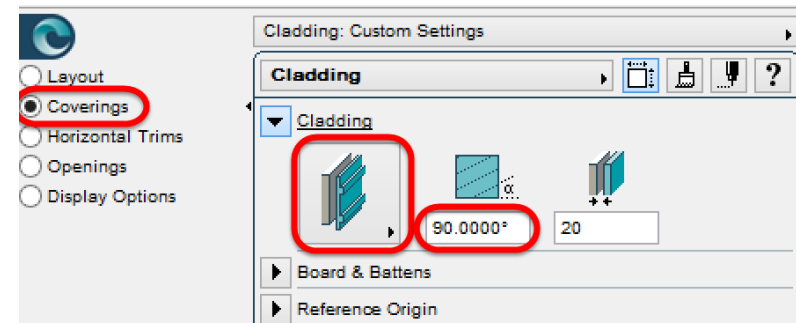 Cladding: Custom Settings
Layout
Coverings
Horizontal Trims
Openings
Display Options
Cladding
?
Cladding
α
90.0000°
20
Board & Battens
Reference Origin